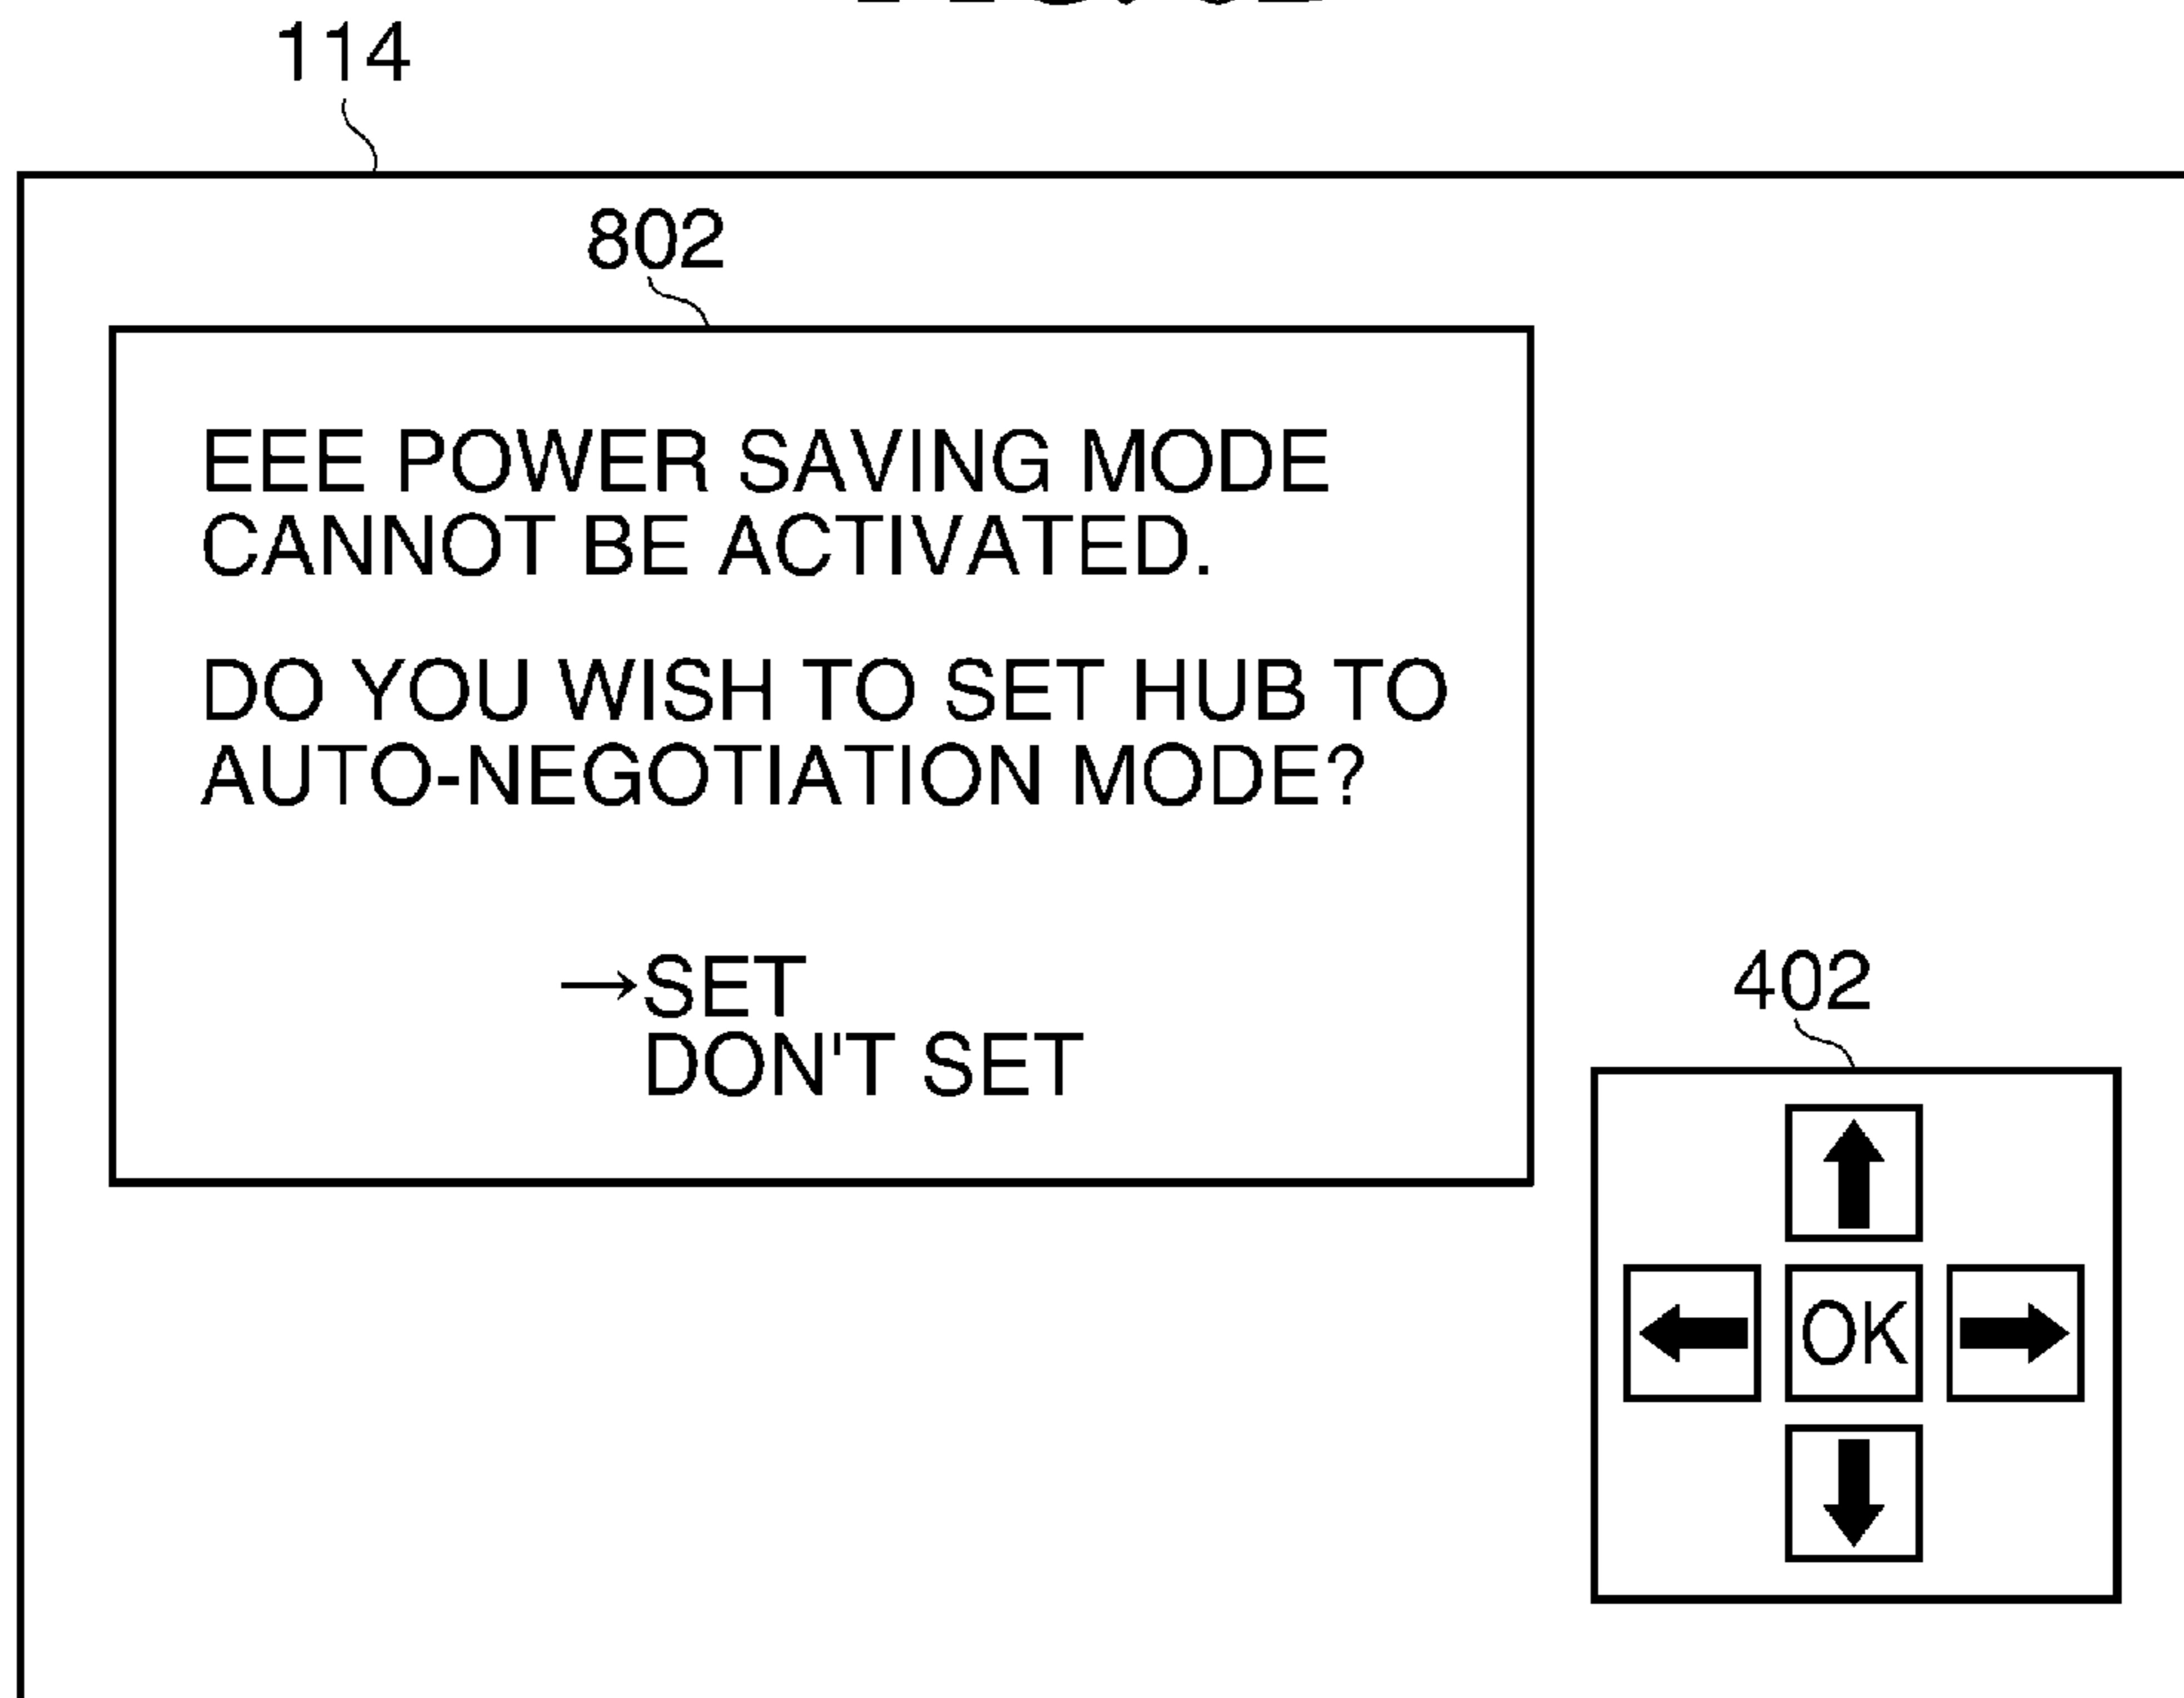 114
802
EEE POWER SAVING MODE
CANNOT BE ACTIVATED.
DO YOU WISH TO SET HUB TO
AUTO-NEGOTIATION MODE?
→SET
DON'T SET
402
OK